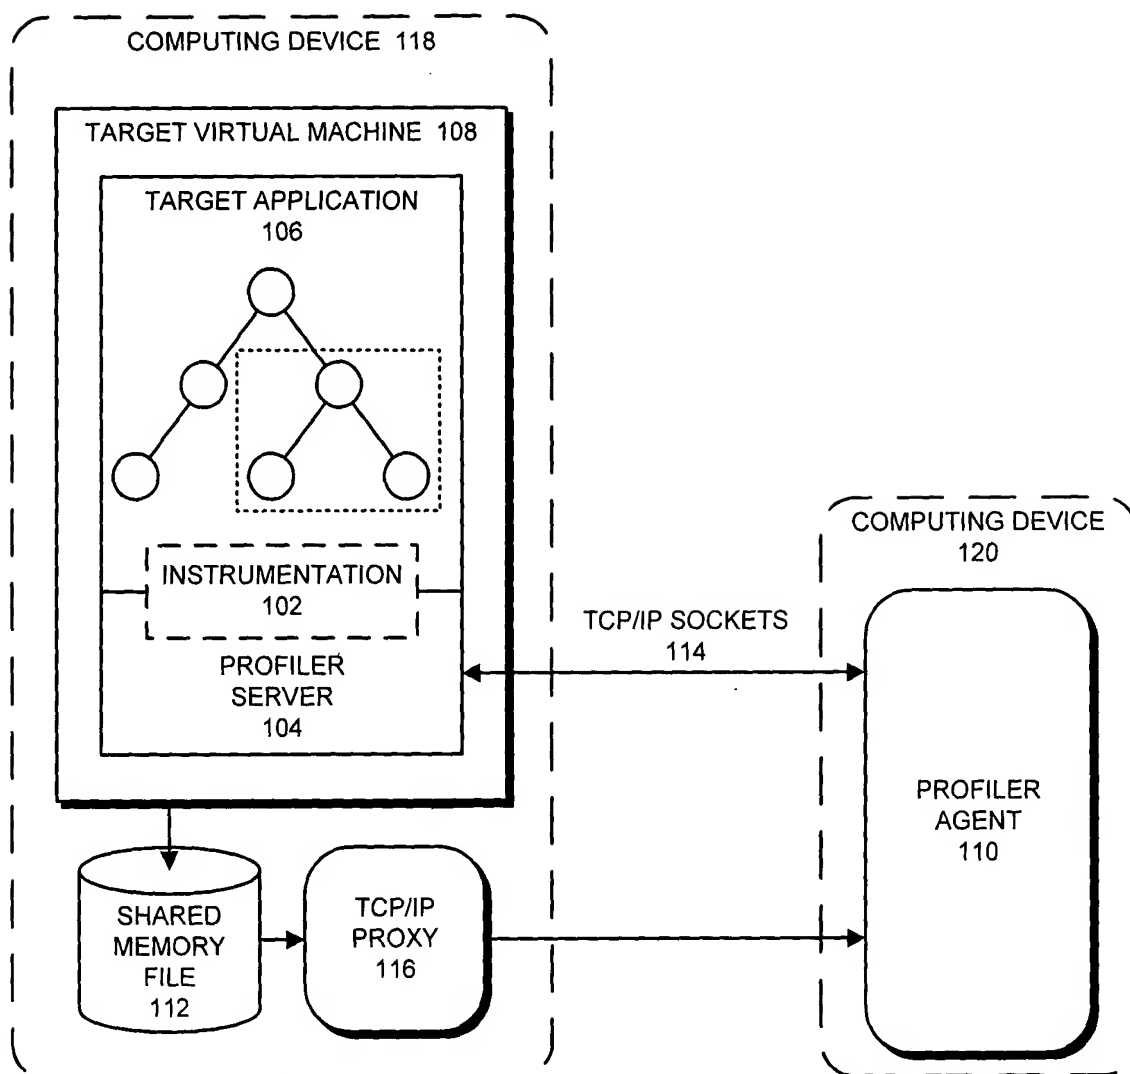 COMPUTING DEVICE 118
TARGET VIRTUAL MACHINE 108
TARGET APPLICATION
106
INSTRUMENTATION
102
PROFILER
SERVER
104
TCP/IP SOCKETS
114
COMPUTING DEVICE
120
PROFILER
AGENT
110
SHARED
MEMORY
FILE
112
TCP/IP
PROXY
116